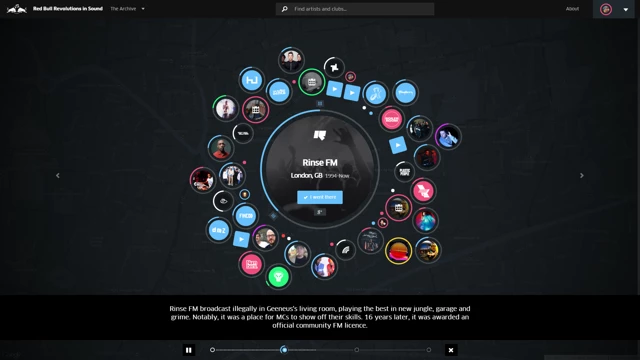 Red Bull Revolutions in Sound
The Archive
Find artists and clubs...
About
Rinse FM
London, GB 1994-Now
I went there
FWD>>
Rinse FM broadcast illegally in Geeneus's living room, playing the best in new jungle, garage and
grime. Notably, it was a place for MCs to show off their skills. 16 years later, it was awarded an
official community FM licence.